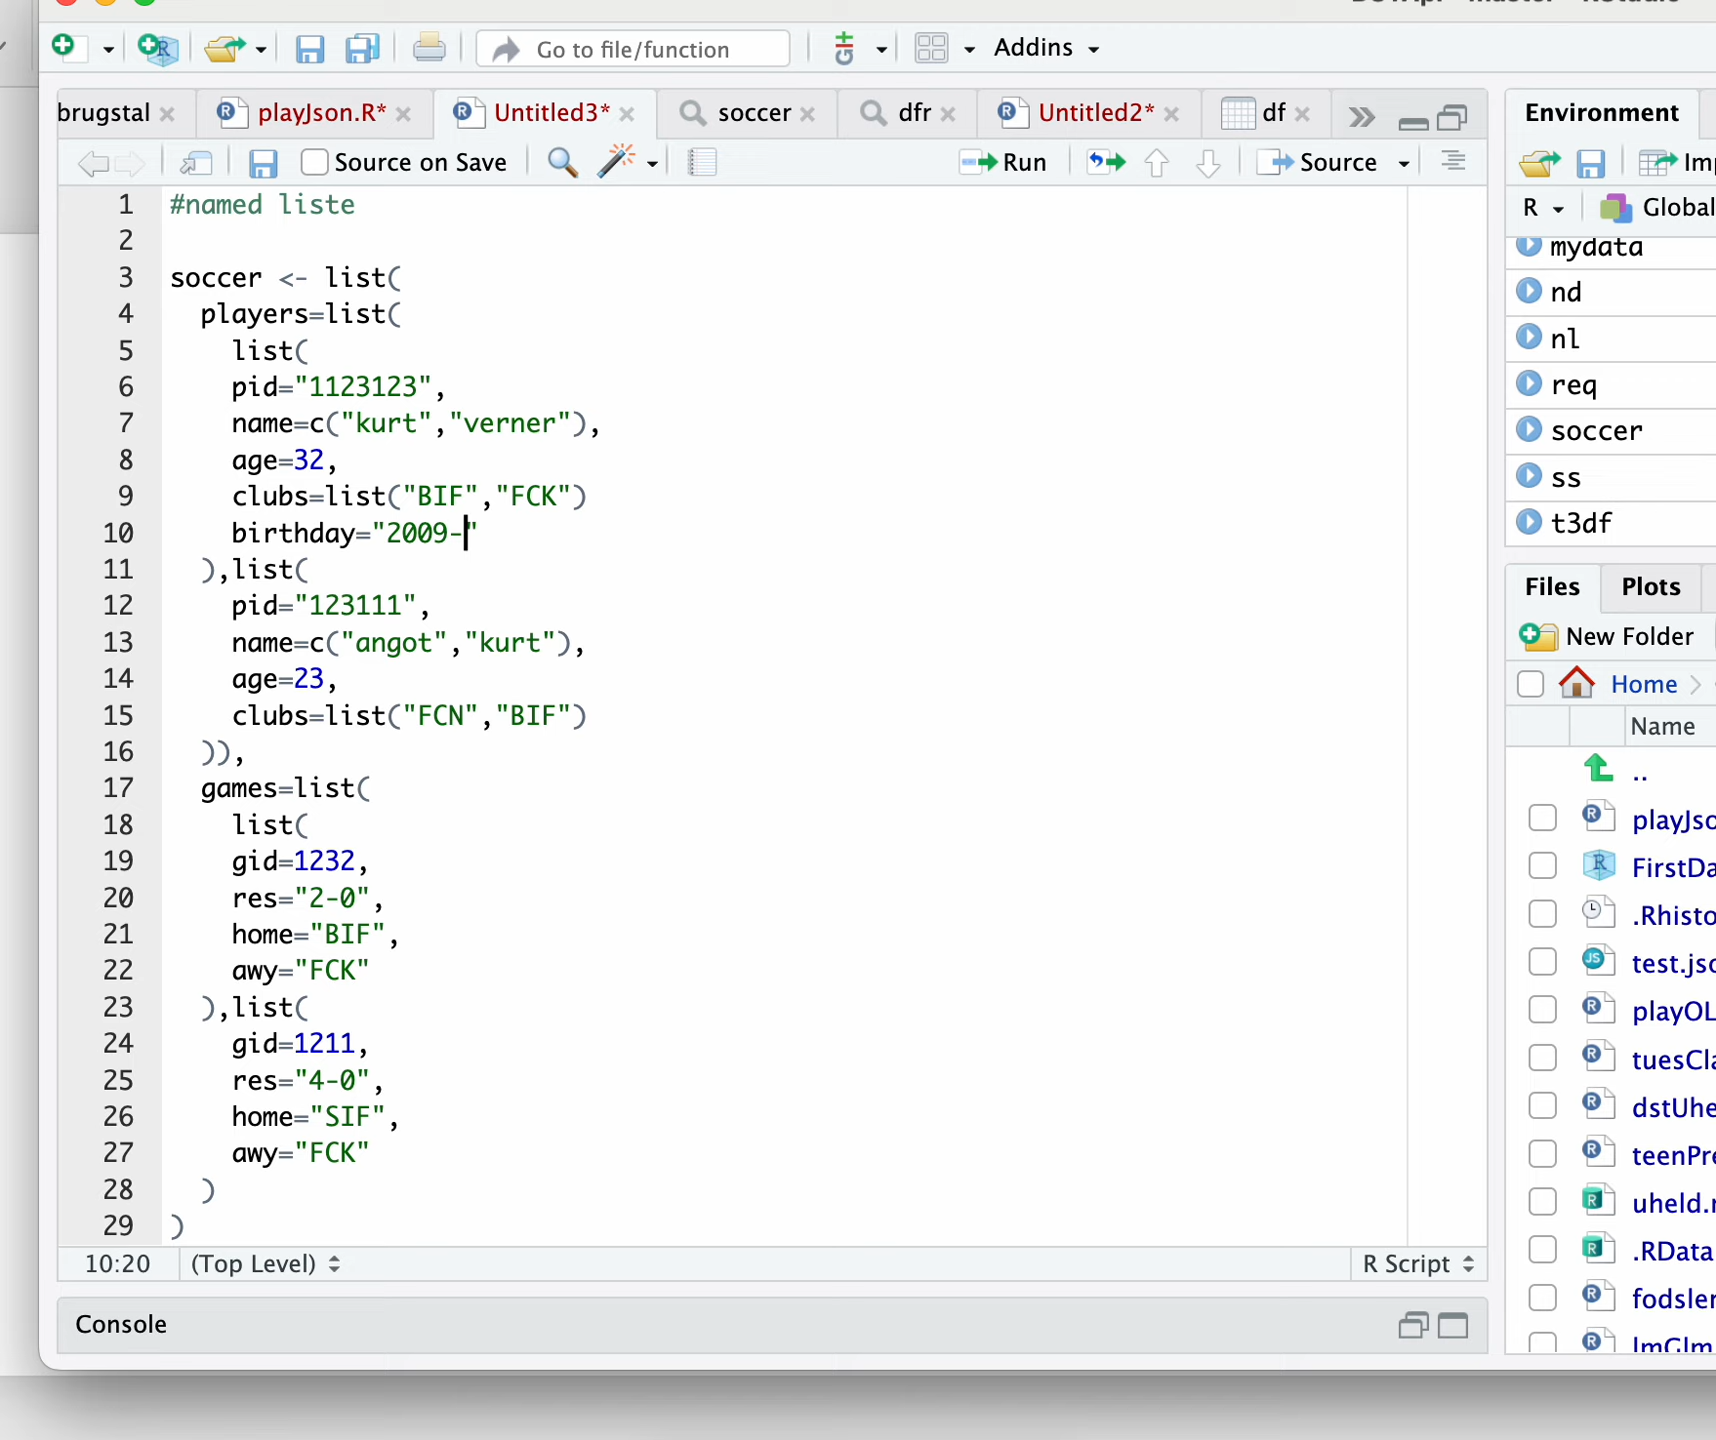 Go to file/function
Addins
brugstal
playJson.R*
Untitled3*
soccer
dfr
Untitled2*
df
Source on Save
Run
Source
1 #named liste
2
3 soccer <- list(
4 players=list(
5 list(
6 pid="1123123",
7 name=c("kurt","verner"),
8 age=32,
9 clubs=list("BIF","FCK")
10 birthday="2009-"
11 ),list(
12 pid="123111",
13 name=c("angot","kurt"),
14 age=23,
15 clubs=list("FCN","BIF")
16 )),
17 games=list(
18 list(
19 gid=1232,
20 res="2-0",
21 home="BIF",
22 awy="FCK"
23 ),list(
24 gid=1211,
25 res="4-0",
26 home="SIF",
27 awy="FCK"
28 )
29 )
10:20 (Top Level)
R Script
Console
Environment
Imp
R
Global
mydata
nd
nl
req
soccer
ss
t3df
Files
Plots
New Folder
Home
Name
..
playJso
FirstDa
.Rhisto
test.jso
playOL
tuesCla
dstUhe
teenPre
uheld.r
.RData
fodsler
lmGlm